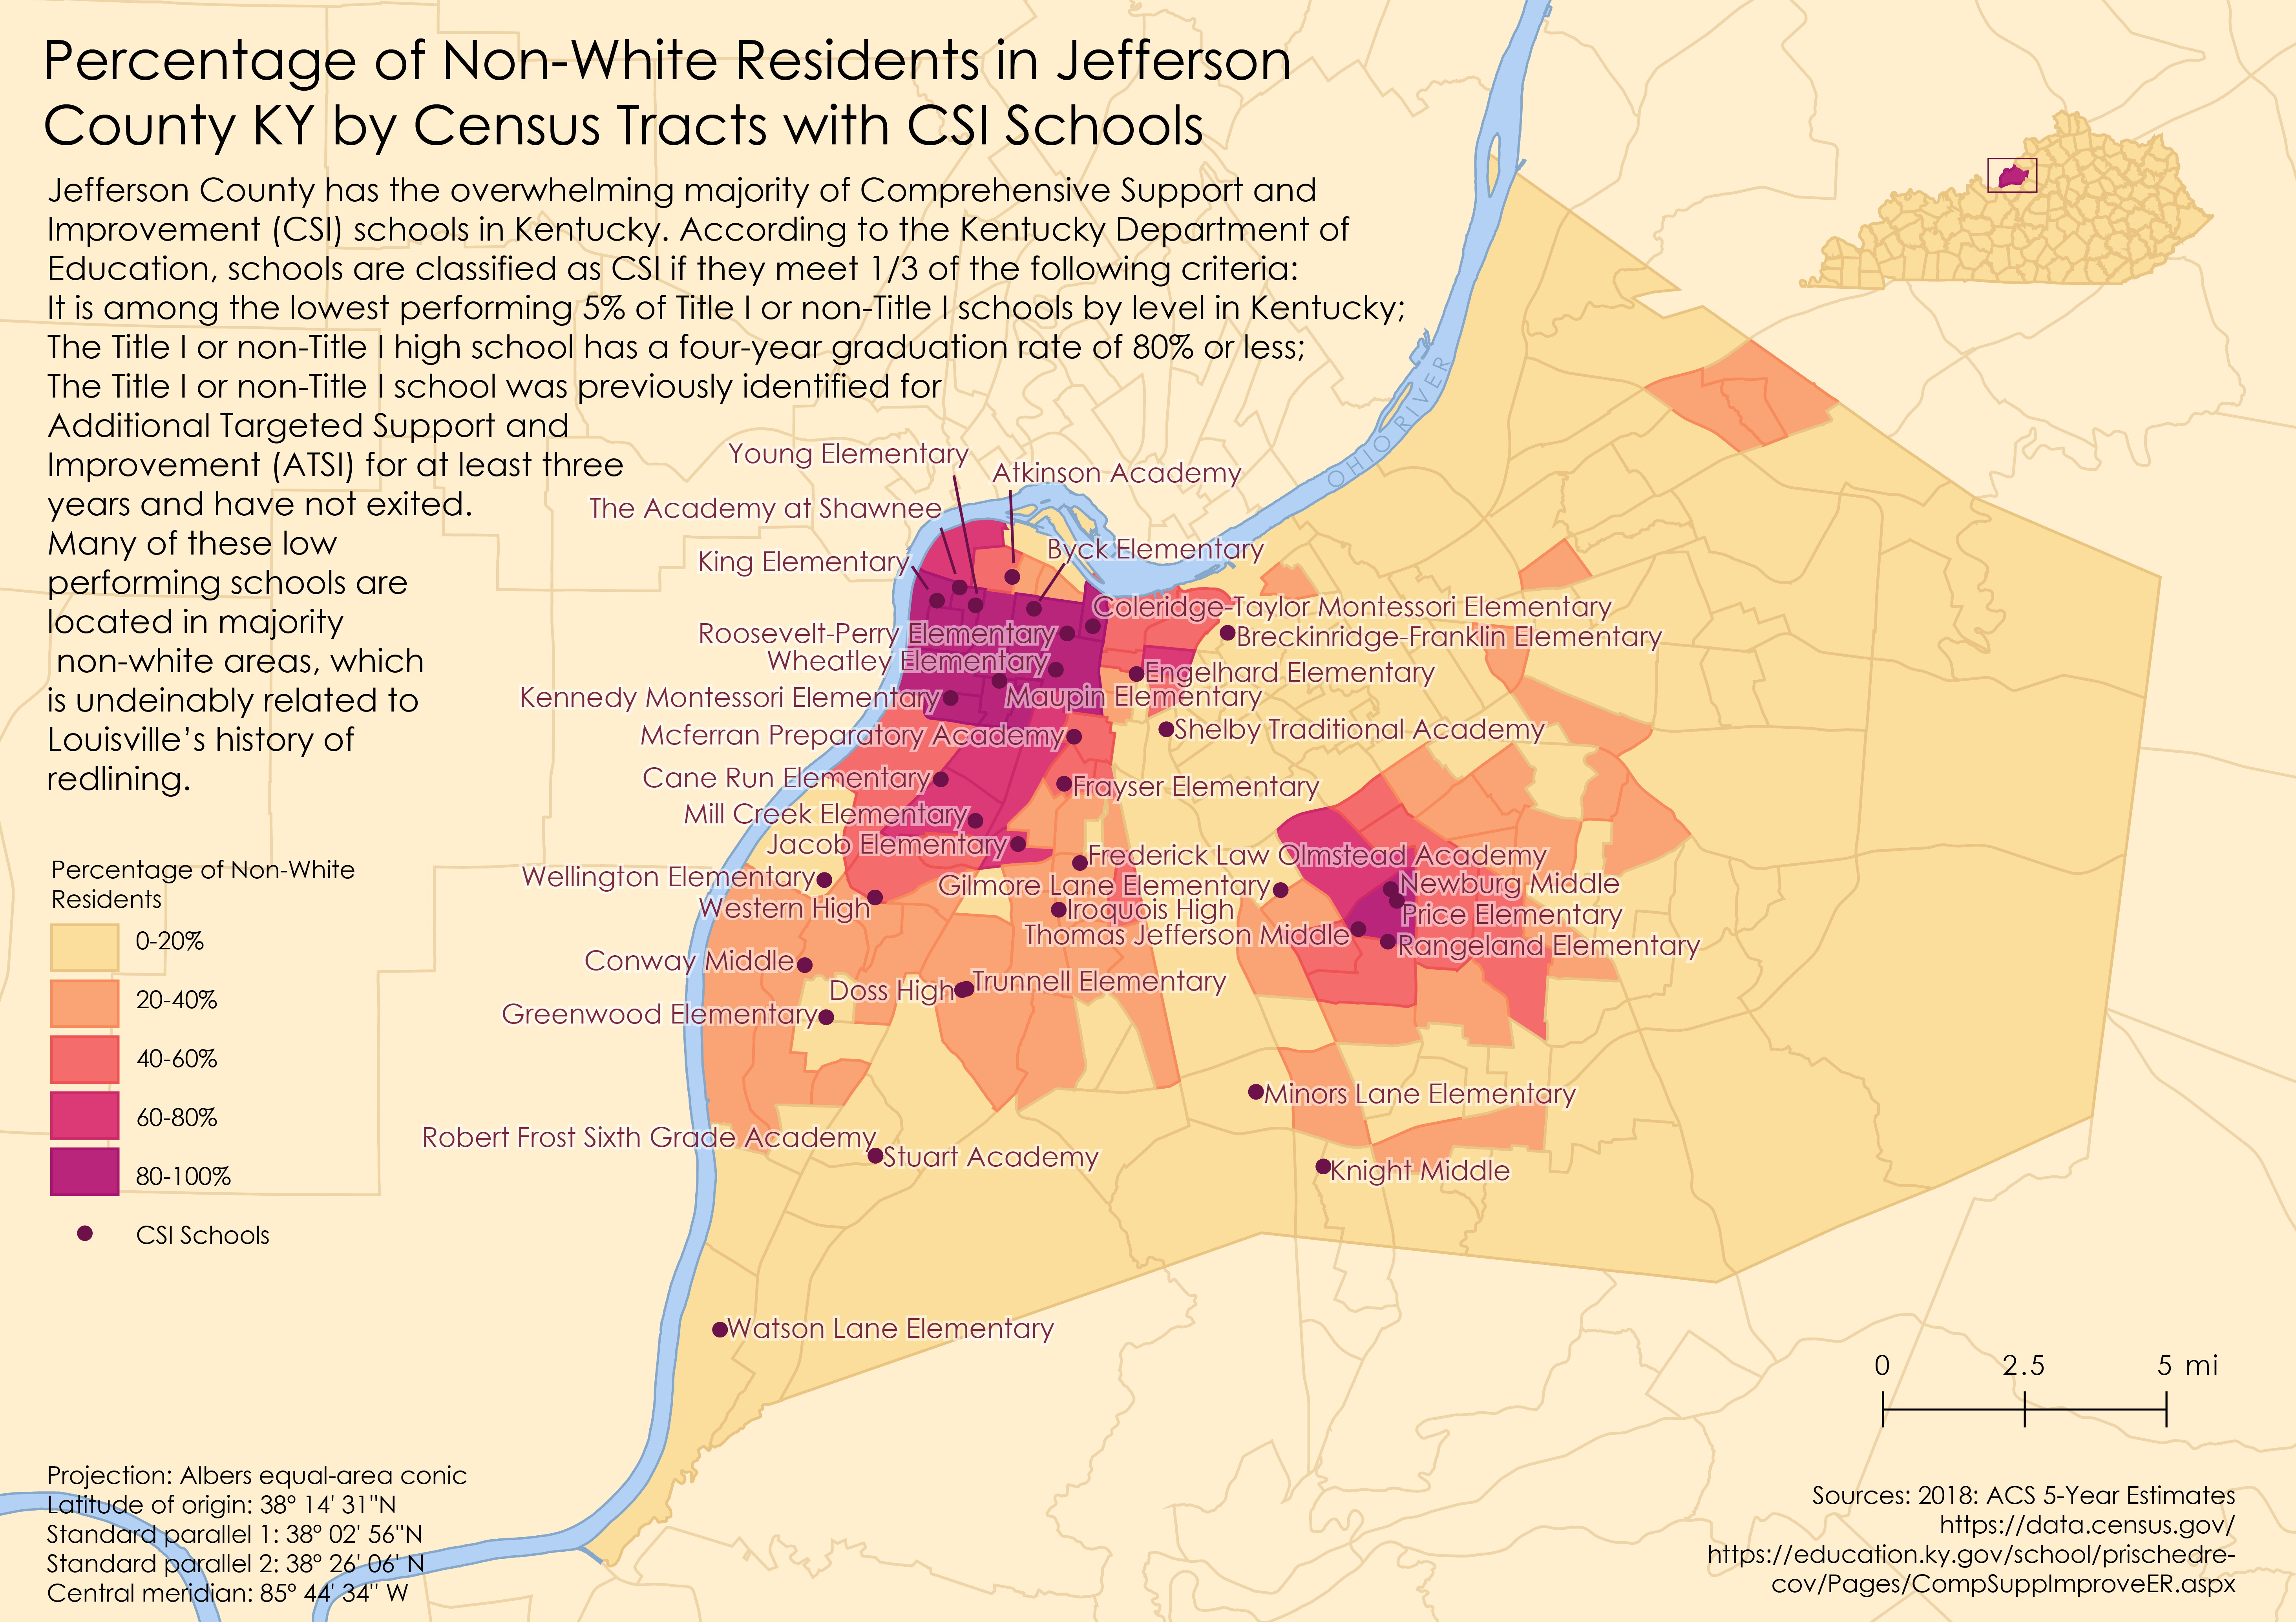 Percentage of Non-White Residents in Jefferson
County KY by Census Tracts with CSI Schools
Jefferson County has the overwhelming majority of Comprehensive Support and
Improvement (CSI) schools in Kentucky. According to the Kentucky Department of
Education, schools are classified as CSI if they meet 1/3 of the following criteria:
It is among the lowest performing 5% of Title I or non-Title I schools by level in Kentucky;
The Title I or non-Title I high school has a four-year graduation rate of 80% or less;
The Title I or non-Title I school was previously identified for
Additional Targeted Support and
Improvement (ATSI) for at least three
years and have not exited.
Many of these low
performing schools are
located in majority
non-white areas, which
is undeinably related to
Louisville's history of
redlining.
OHIO RIVER
Young Elementary
Atkinson Academy
The Academy at Shawnee
Byck Elementary
King Elementary
Coleridge-Taylor Montessori Elementary
Roosevelt-Perry Elementary
Breckinridge-Franklin Elementary
Wheatley Elementary
Engelhard Elementary
Kennedy Montessori Elementary
Maupin Elementary
Shelby Traditional Academy
Mcferran Preparatory Academy
Cane Run Elementary
Frayser Elementary
Mill Creek Elementary
Jacob Elementary
Frederick Law Olmstead Academy
Wellington Elementary
Gilmore Lane Elementary
Newburg Middle
Western High
Iroquois High
Price Elementary
Thomas Jefferson Middle
Rangeland Elementary
Conway Middle
Doss High
Trunnell Elementary
Greenwood Elementary
Minors Lane Elementary
Robert Frost Sixth Grade Academy
Stuart Academy
Knight Middle
Watson Lane Elementary
Percentage of Non-White
Residents
0-20%
20-40%
40-60%
60-80%
80-100%
CSI Schools
0 2.5 5 mi
Projection: Albers equal-area conic
Latitude of origin: 38º 14' 31"N
Standard parallel 1: 38º 02' 56"N
Standard parallel 2: 38º 26' 06' N
Central meridian: 85º 44' 34" W
Sources: 2018: ACS 5-Year Estimates
https://data.census.gov/
https://education.ky.gov/school/prischedre-
cov/Pages/CompSuppImproveER.aspx